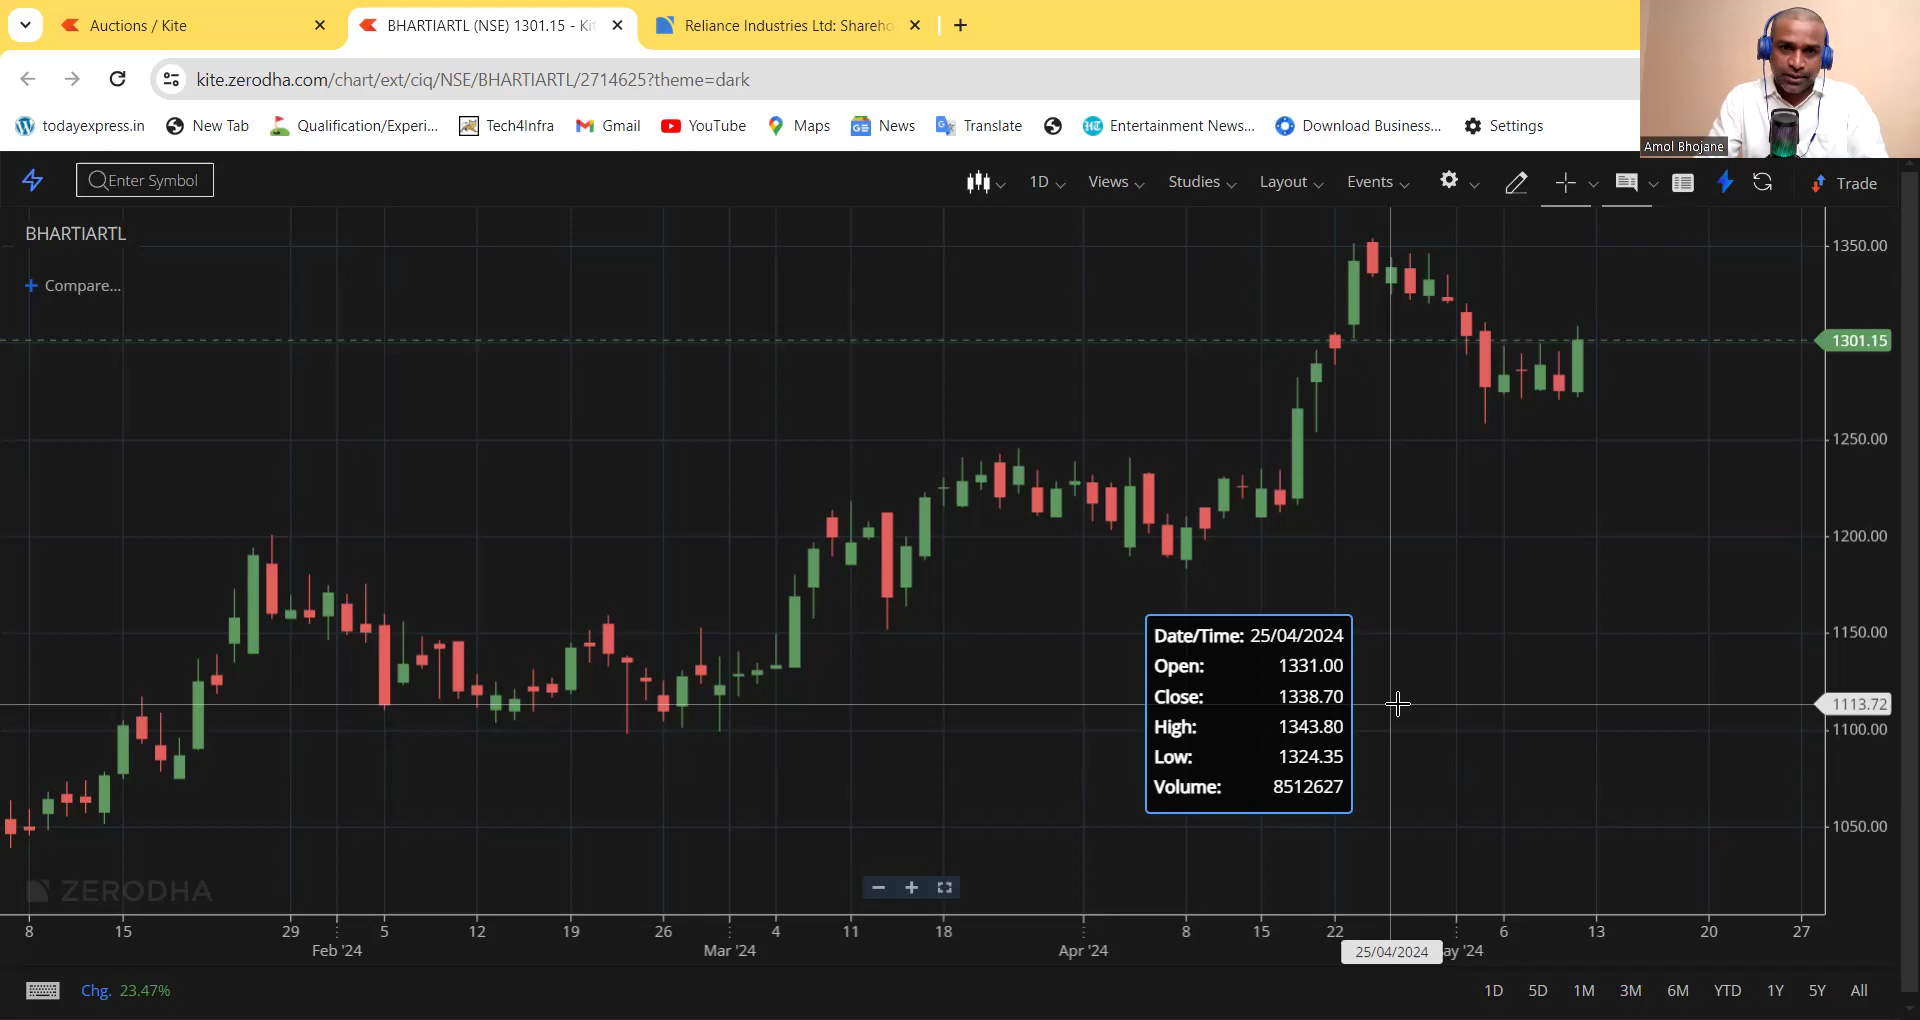 Auctions / Kite
BHARTIARTL (NSE) 1301.15 - Kit
Reliance Industries Ltd: Shareho
kite.zerodha.com/chart/ext/ciq/NSE/BHARTIARTL/2714625?theme=dark
todayexpress.in New Tab Qualification/Experi... Tech4Infra Gmail YouTube Maps News Translate Entertainment News... Download Business... Settings
Amol Bhojane
Enter Symbol 1D Views Studies Layout Events Trade
BHARTIARTL
1350.00
+ Compare...
1301.15
1250.00
1200.00
1150.00
1113.72
1100.00
1050.00
Date/Time: 25/04/2024
Open: 1331.00
Close: 1338.70
High: 1343.80
Low: 1324.35
Volume: 8512627
ZERODHA
8 15 29 5 12 19 26 4 11 18 8 15 22 6 13 20 27
Feb '24 Mar '24 Apr '24 25/04/2024 ay '24
Chg. 23.47% 1D 5D 1M 3M 6M YTD 1Y 5Y All